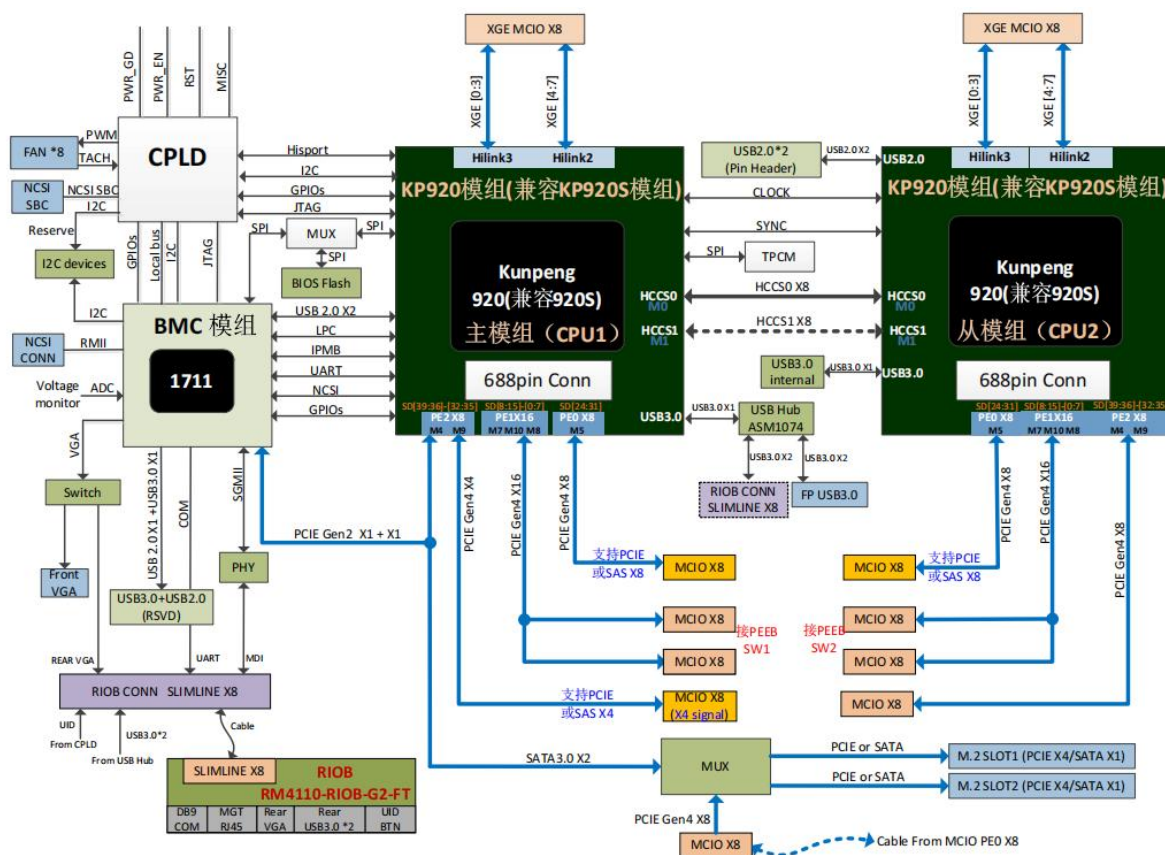 XGE MCIO X8
XGE MCIO X8
PWR_GD
PWR_EN
RST
MISC
XGE [0:3]
XGE [4:7]
XGE [0:3]
XGE [4:7]
FAN *8
PWM
TACH
CPLD
Hisport
I2C
GPIOs
JTAG
NCSI
SBC
NCSI SBC
I2C
Reserve
I2C devices
GPIOs
Local bus
I2C
JTAG
SPI
MUX
SPI
SPI
BIOS Flash
Hilink3
Hilink2
KP920模组(兼容KP920S模组)
Kunpeng
920(兼容920S)
主模组（CPU1）
688pin Conn
HCCS0
M0
HCCS1
M1
USB3.0
SD[39:36]-[32:35]
SD[8:15]-[0:7]
SD[24:31]
PE2 X8
PE1X16
PE0 X8
M4
M9
M7 M10 M8
M5
USB2.0*2
(Pin Header)
USB2.0 X2
CLOCK
SYNC
SPI
TPCM
HCCS0 X8
HCCS1 X8
USB3.0
internal
USB3.0 X1
USB3.0 X1
USB Hub
ASM1074
USB3.0 X2
USB3.0 X2
RIOB CONN
SLIMLINE X8
FP USB3.0
Hilink3
Hilink2
USB2.0
KP920模组(兼容KP920S模组)
Kunpeng
920(兼容920S)
从模组（CPU2）
688pin Conn
HCCS0
M0
HCCS1
M1
USB3.0
SD[24:31]
SD[8:15]-[0:7]
SD[39:36]-[32:35]
PE0 X8
PE1X16
PE2 X8
M5
M7 M10 M8
M4
M9
I2C
BMC 模组
1711
NCSI
CONN
RMII
Voltage
monitor
ADC
USB 2.0 X2
LPC
IPMB
UART
NCSI
GPIOs
VGA
Switch
Front
VGA
USB 2.0 X1 +USB3.0 X1
COM
SGMII
PHY
USB3.0+USB2.0
(RSVD)
REAR VGA
UART
MDI
PCIE Gen2 X1 + X1
PCIE Gen4 X4
PCIE Gen4 X16
PCIE Gen4 X8
PCIE Gen4 X8
PCIE Gen4 X16
PCIE Gen4 X8
支持PCIE
或SAS X8
MCIO X8
MCIO X8
支持PCIE
或SAS X8
MCIO X8
MCIO X8
接PEEB
SW1
接PEEB
SW2
MCIO X8
MCIO X8
支持PCIE
或SAS X4
MCIO X8
(X4 signal)
MCIO X8
RIOB CONN SLIMLINE X8
UID
From CPLD
USB3.0*2
From USB Hub
Cable
SLIMLINE X8
RIOB
RM4110-RIOB-G2-FT
DB9
COM
MGT
RJ45
Rear
VGA
Rear
USB3.0 *2
UID
BTN
SATA3.0 X2
MUX
PCIE or SATA
PCIE or SATA
M.2 SLOT1 (PCIE X4/SATA X1)
M.2 SLOT2 (PCIE X4/SATA X1)
PCIE Gen4 X8
MCIO X8
Cable From MCIO PE0 X8